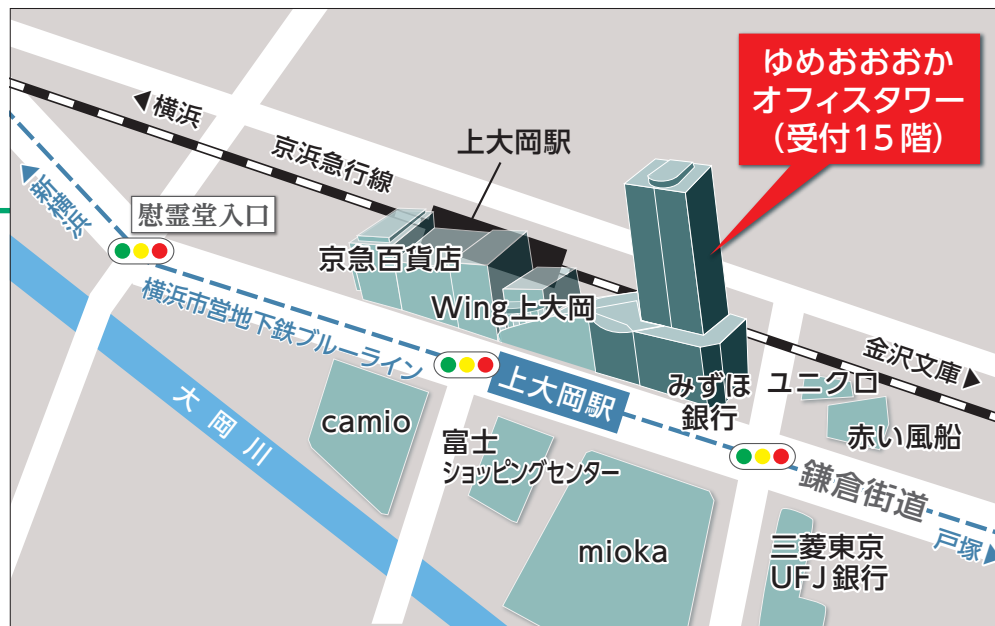 ゆめおおおか
オフィスタワー
（受付15階）
◀横浜
京浜急行線
上大岡駅
◀新横浜
慰霊堂入口
京急百貨店
Wing上大岡
横浜市営地下鉄ブルーライン
金沢文庫▶
大岡川
上大岡駅
みずほ
銀行
ユニクロ
赤い風船
camio
富士
ショッピングセンター
鎌倉街道
戸塚▶
mioka
三菱東京
UFJ銀行